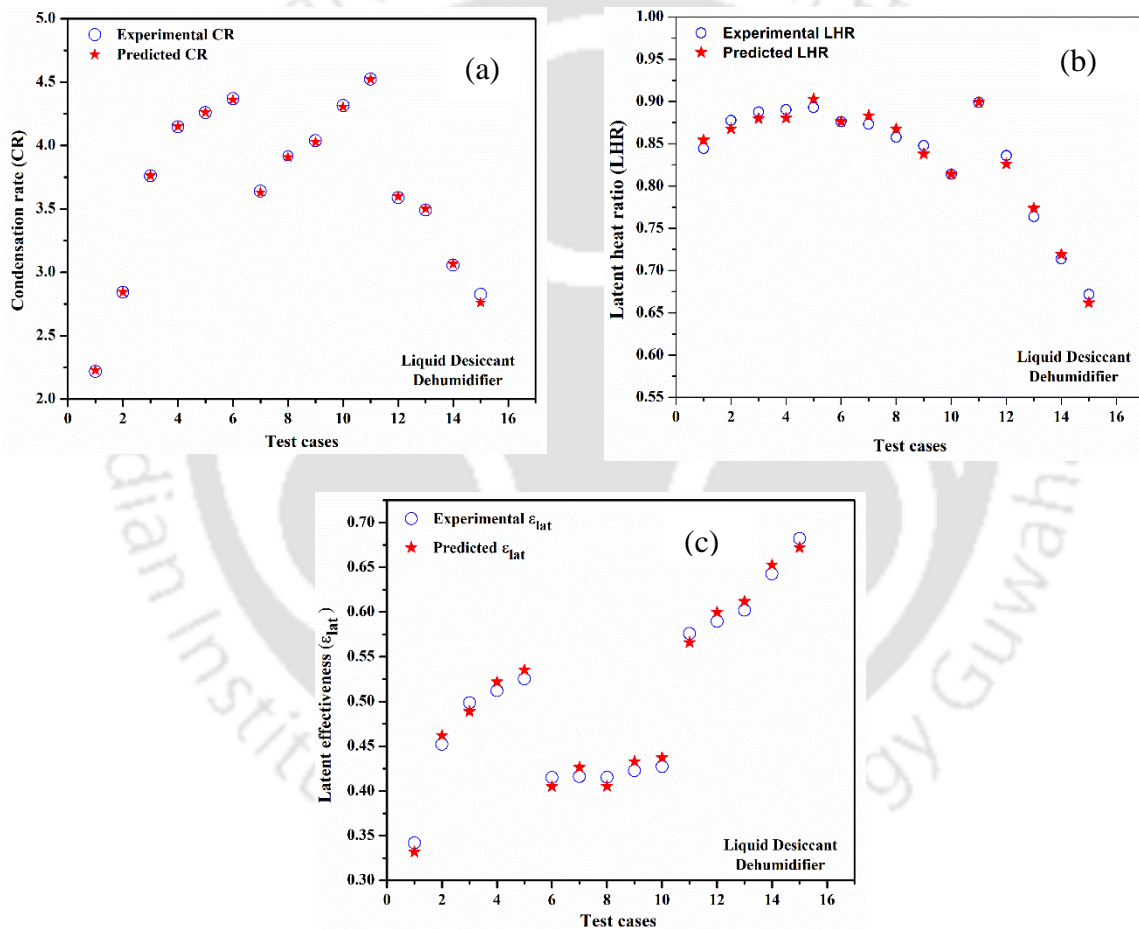 5.0
4.5
4.0
3.5
3.0
2.5
2.0
0 2 4 6 8 10 12 14 16
Condensation rate (CR)
Test cases
Experimental CR
Predicted CR
(a)
Liquid Desiccant
Dehumidifier
1.00
0.95
0.90
0.85
0.80
0.75
0.70
0.65
0.60
0.55
0 2 4 6 8 10 12 14 16
Latent heat ratio (LHR)
Test cases
Experimental LHR
Predicted LHR
(b)
Liquid Desiccant
Dehumidifier
0.70
0.65
0.60
0.55
0.50
0.45
0.40
0.35
0.30
0 2 4 6 8 10 12 14 16
Latent effectiveness (εlat )
Test cases
Experimental εlat
Predicted εlat
(c)
Liquid Desiccant
Dehumidifier